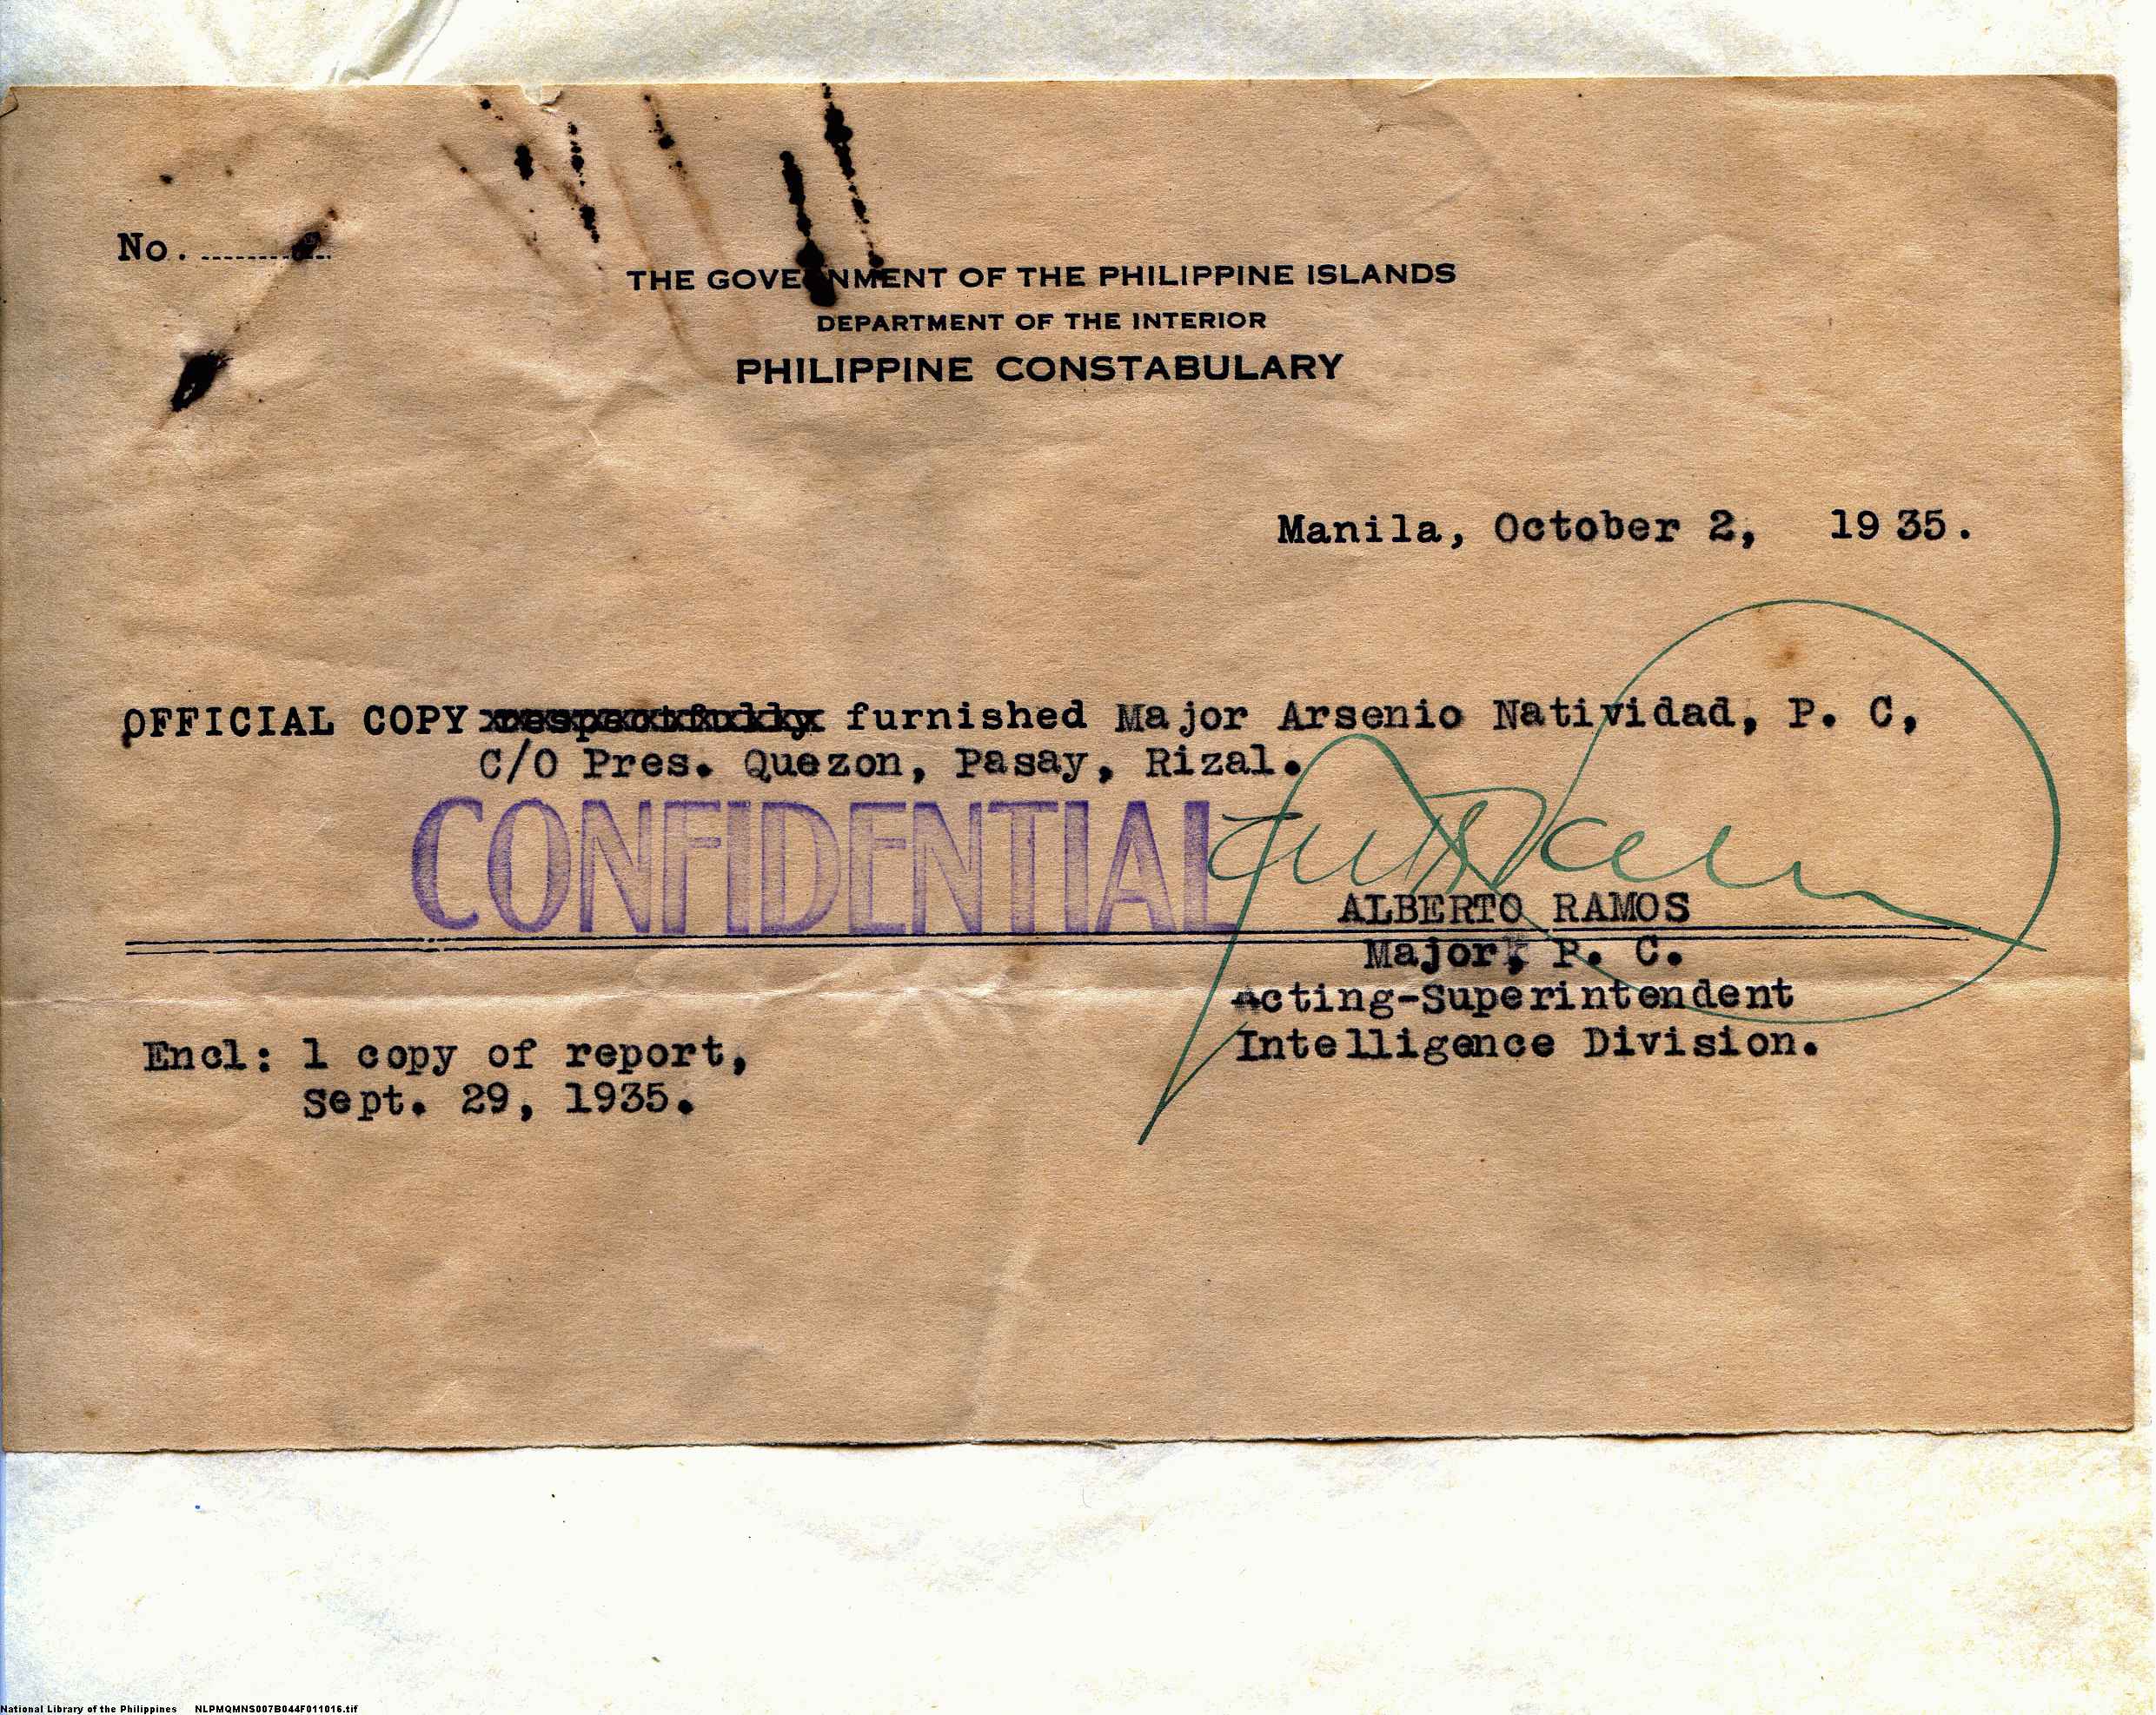 No. ............
THE GOVERNMENT OF THE PHILIPPINE ISLANDS
DEPARTMENT OF THE INTERIOR
PHILIPPINE CONSTABULARY
Manila, October 2, 1935.
OFFICIAL COPY respectfully furnished Major Arsenio Natividad, P. C,
C/O Pres. Quezon, Pasay, Rizal.
CONFIDENTIAL
ALBERTO RAMOS
Major, P. C.
Acting-Superintendent
Intelligence Division.
Encl: 1 copy of report,
Sept. 29, 1935.
National Library of the Philippines NLPMQMNS007B044F011016.tif